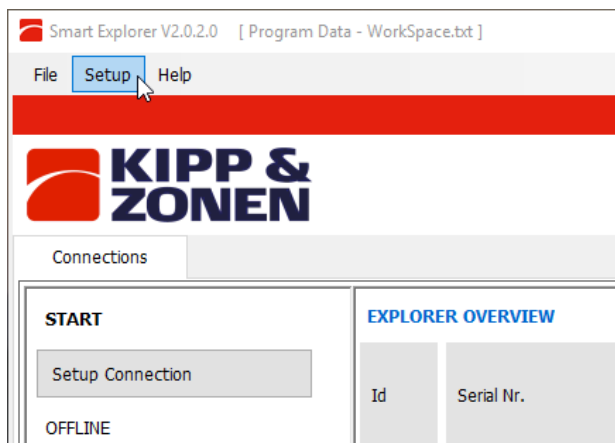 Smart Explorer V2.0.2.0 [ Program Data - WorkSpace.txt ]
File Setup Help
KIPP &
ZONEN
Connections
START
EXPLORER OVERVIEW
Setup Connection
Id Serial Nr.
OFFLINE